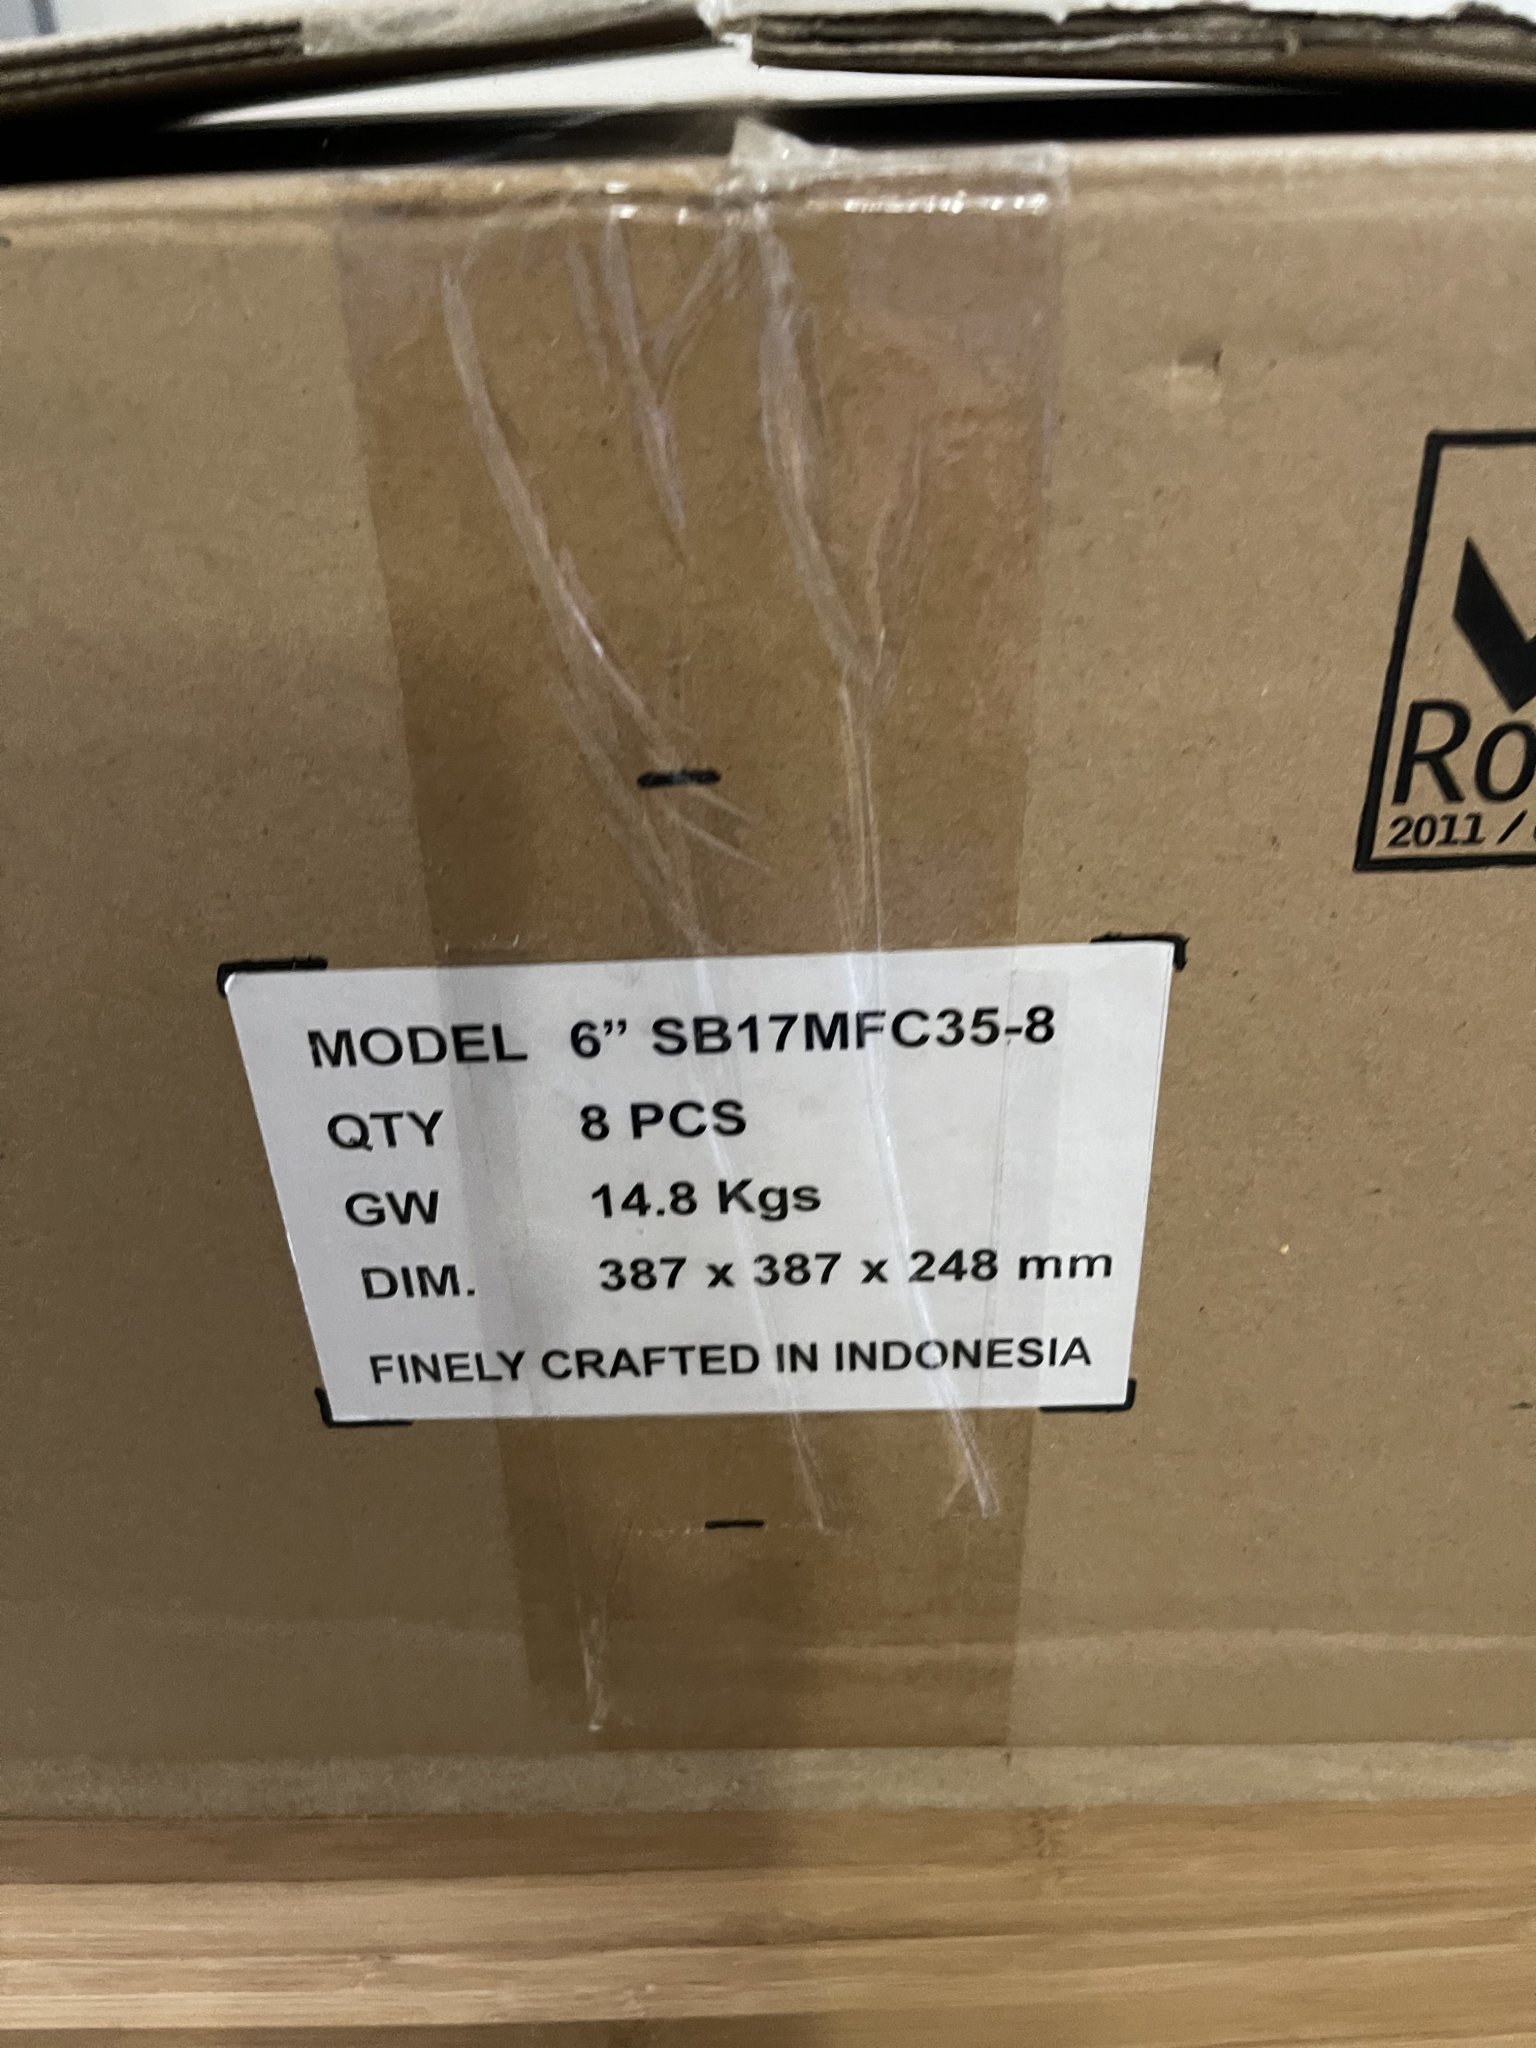 Ro
2011 /
MODEL 6” SB17MFC35-8
QTY 8 PCS
GW 14.8 Kgs
DIM. 387 x 387 x 248 mm
FINELY CRAFTED IN INDONESIA